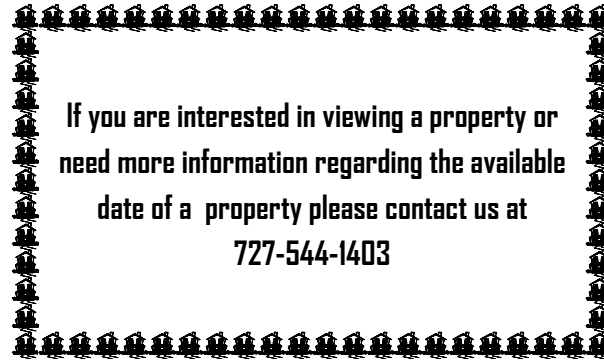 If you are interested in viewing a property or
need more information regarding the available
date of a  property please contact us at
727-544-1403